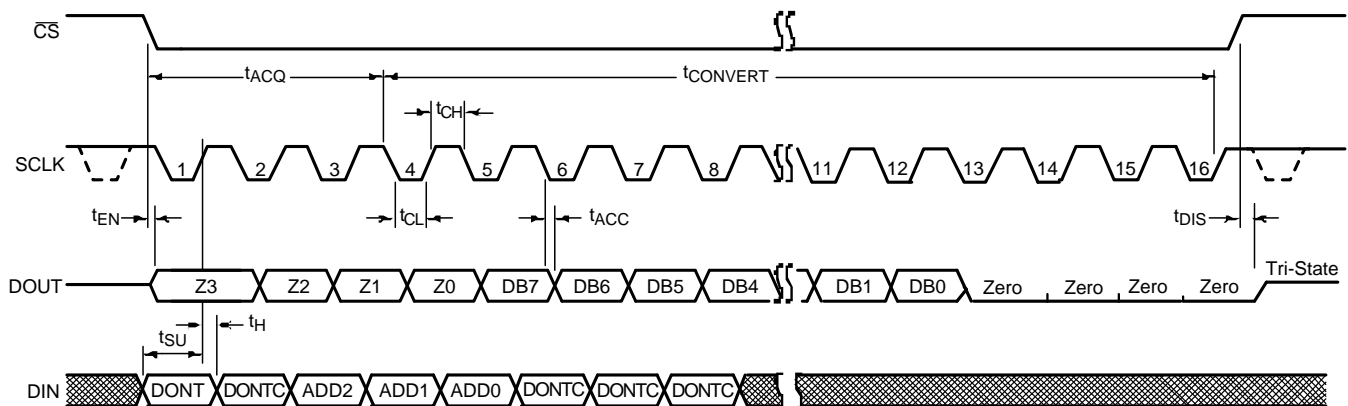 CS
tACQ
tCONVERT
tCH
SCLK
1 2 3 4 5 6 7 8 11 12 13 14 15 16
tEN
tCL
tACC
tDIS
Tri-State
DOUT
Z3 Z2 Z1 Z0 DB7 DB6 DB5 DB4 DB1 DB0 Zero Zero Zero Zero
tSU
tH
DIN
DONT DONTC ADD2 ADD1 ADD0 DONTC DONTC DONTC